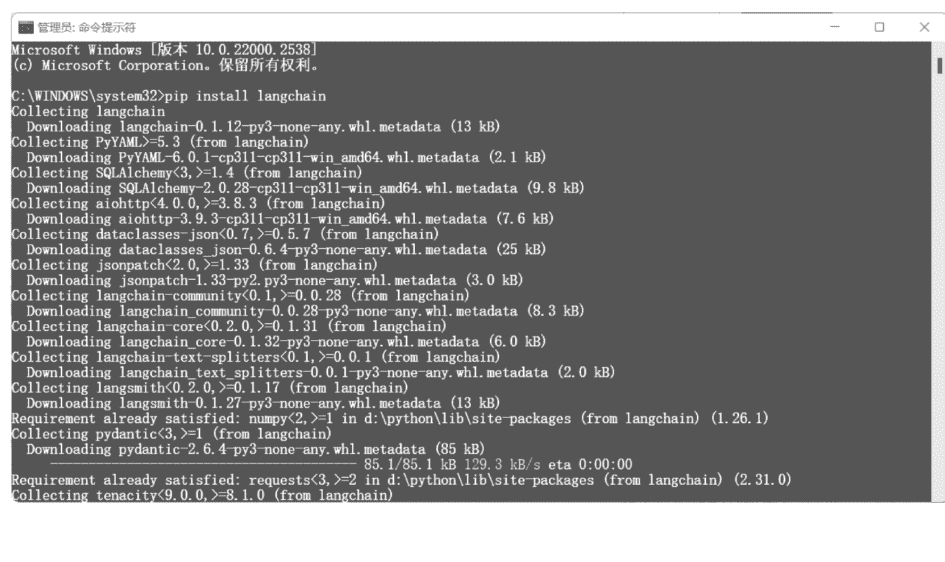 管理员: 命令提示符
Microsoft Windows [版本 10.0.22000.2538]
(c) Microsoft Corporation。保留所有权利。
C:\WINDOWS\system32>pip install langchain
Collecting langchain
  Downloading langchain-0.1.12-py3-none-any.whl.metadata (13 kB)
Collecting PyYAML>=5.3 (from langchain)
  Downloading PyYAML-6.0.1-cp311-cp311-win_amd64.whl.metadata (2.1 kB)
Collecting SQLAlchemy<3,>=1.4 (from langchain)
  Downloading SQLAlchemy-2.0.28-cp311-cp311-win_amd64.whl.metadata (9.8 kB)
Collecting aiohttp<4.0.0,>=3.8.3 (from langchain)
  Downloading aiohttp-3.9.3-cp311-cp311-win_amd64.whl.metadata (7.6 kB)
Collecting dataclasses-json<0.7,>=0.5.7 (from langchain)
  Downloading dataclasses_json-0.6.4-py3-none-any.whl.metadata (25 kB)
Collecting jsonpatch<2.0,>=1.33 (from langchain)
  Downloading jsonpatch-1.33-py2.py3-none-any.whl.metadata (3.0 kB)
Collecting langchain-community<0.1,>=0.0.28 (from langchain)
  Downloading langchain_community-0.0.28-py3-none-any.whl.metadata (8.3 kB)
Collecting langchain-core<0.2.0,>=0.1.31 (from langchain)
  Downloading langchain_core-0.1.32-py3-none-any.whl.metadata (6.0 kB)
Collecting langchain-text-splitters<0.1,>=0.0.1 (from langchain)
  Downloading langchain_text_splitters-0.0.1-py3-none-any.whl.metadata (2.0 kB)
Collecting langsmith<0.2.0,>=0.1.17 (from langchain)
  Downloading langsmith-0.1.27-py3-none-any.whl.metadata (13 kB)
Requirement already satisfied: numpy<2,>=1 in d:\python\lib\site-packages (from langchain) (1.26.1)
Collecting pydantic<3,>=1 (from langchain)
  Downloading pydantic-2.6.4-py3-none-any.whl.metadata (85 kB)
     ---------------------------------------- 85.1/85.1 kB 129.3 kB/s eta 0:00:00
Requirement already satisfied: requests<3,>=2 in d:\python\lib\site-packages (from langchain) (2.31.0)
Collecting tenacity<9.0.0,>=8.1.0 (from langchain)